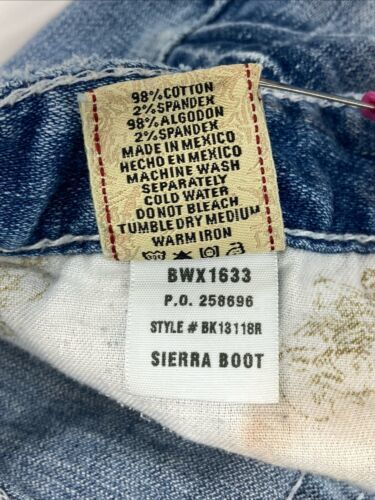 98% COTTON
2% SPANDEX
98% ALGODON
2% SPANDEX
MADE IN MEXICO
HECHO EN MEXICO
MACHINE WASH
SEPARATELY
COLD WATER
DO NOT BLEACH
TUMBLE DRY MEDIUM
WARM IRON
BWX1633
P.O. 258696
STYLE # BK13118R
SIERRA BOOT